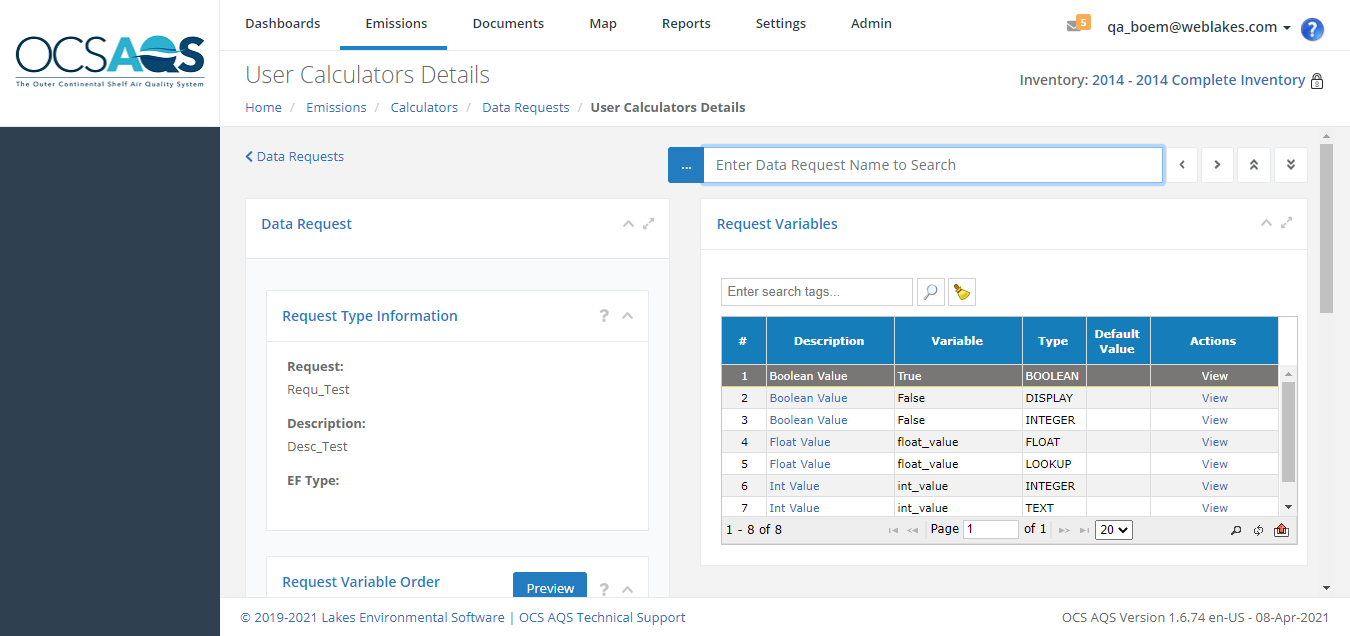 OCSAQS
The Outer Continental Shelf Air Quality System
Dashboards Emissions Documents Map Reports Settings Admin
5 qa_boem@weblakes.com ?
User Calculators Details
Inventory: 2014 - 2014 Complete Inventory
Home / Emissions / Calculators / Data Requests / User Calculators Details
Data Requests
... Enter Data Request Name to Search
Data Request
Request Type Information ?
Request:
Requ_Test
Description:
Desc_Test
EF Type:
Request Variable Order Preview ?
Request Variables
Enter search tags...
# Description Variable Type Default Value Actions
1 Boolean Value True BOOLEAN View
2 Boolean Value False DISPLAY View
3 Boolean Value False INTEGER View
4 Float Value float_value FLOAT View
5 Float Value float_value LOOKUP View
6 Int Value int_value INTEGER View
7 Int Value int_value TEXT View
1 - 8 of 8 Page 1 of 1 20
© 2019-2021 Lakes Environmental Software | OCS AQS Technical Support
OCS AQS Version 1.6.74 en-US - 08-Apr-2021